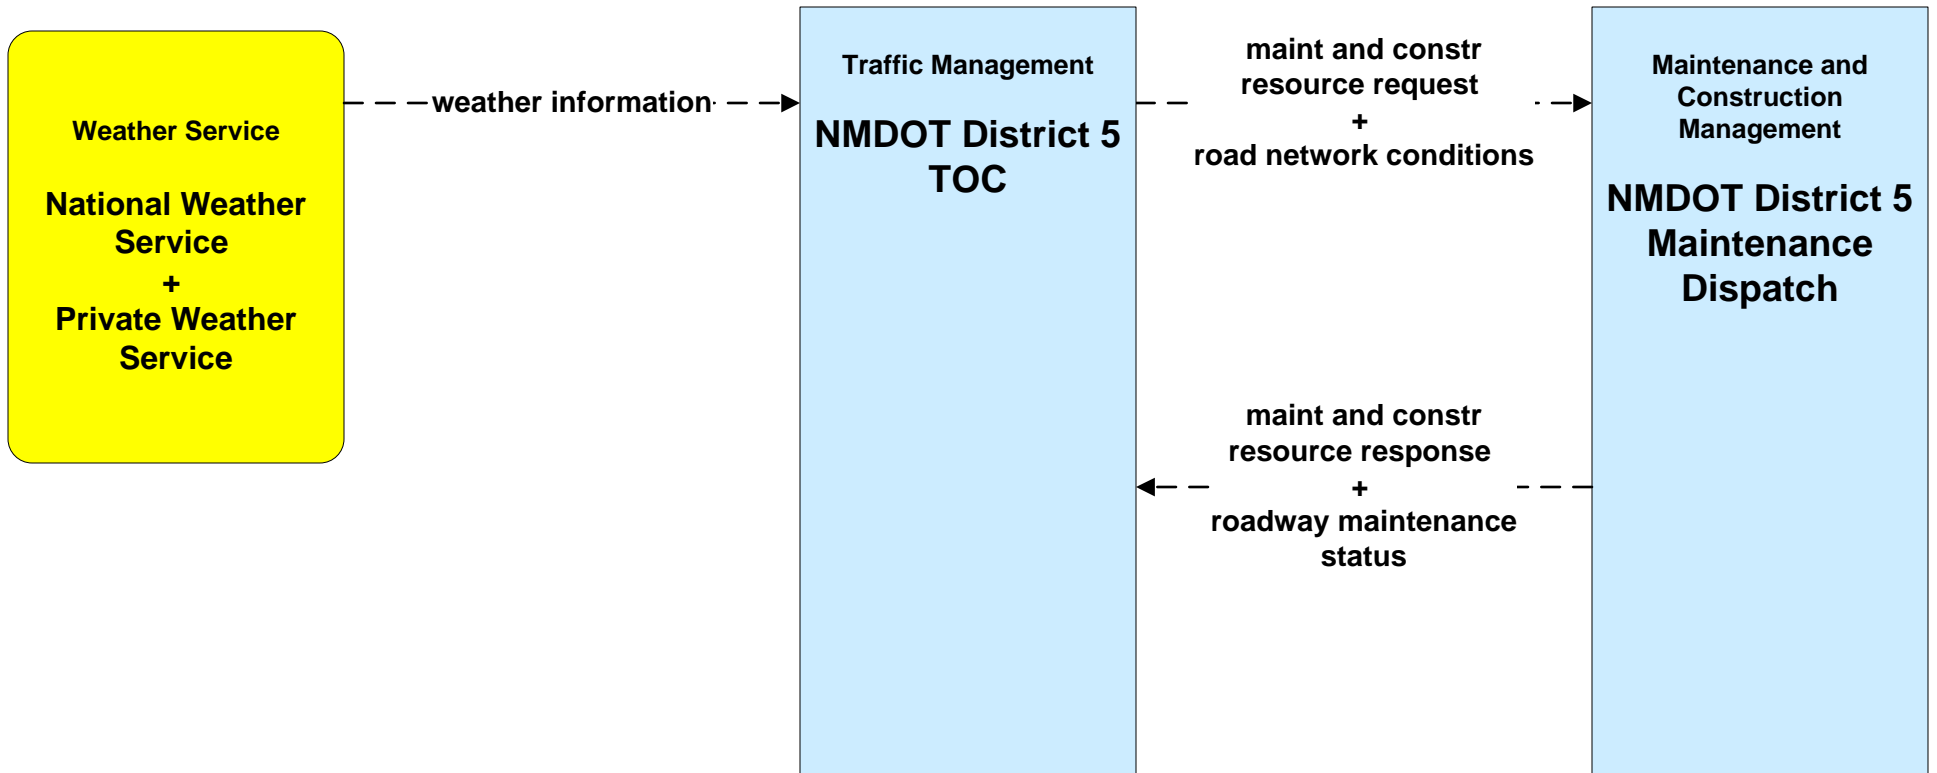 Weather Service
National Weather
Service
+
Private Weather
Service
weather information
Traffic Management
NMDOT District 5
TOC
maint and constr
resource request
+
road network conditions
maint and constr
resource response
+
roadway maintenance
status
Maintenance and
Construction
Management
NMDOT District 5
Maintenance
Dispatch